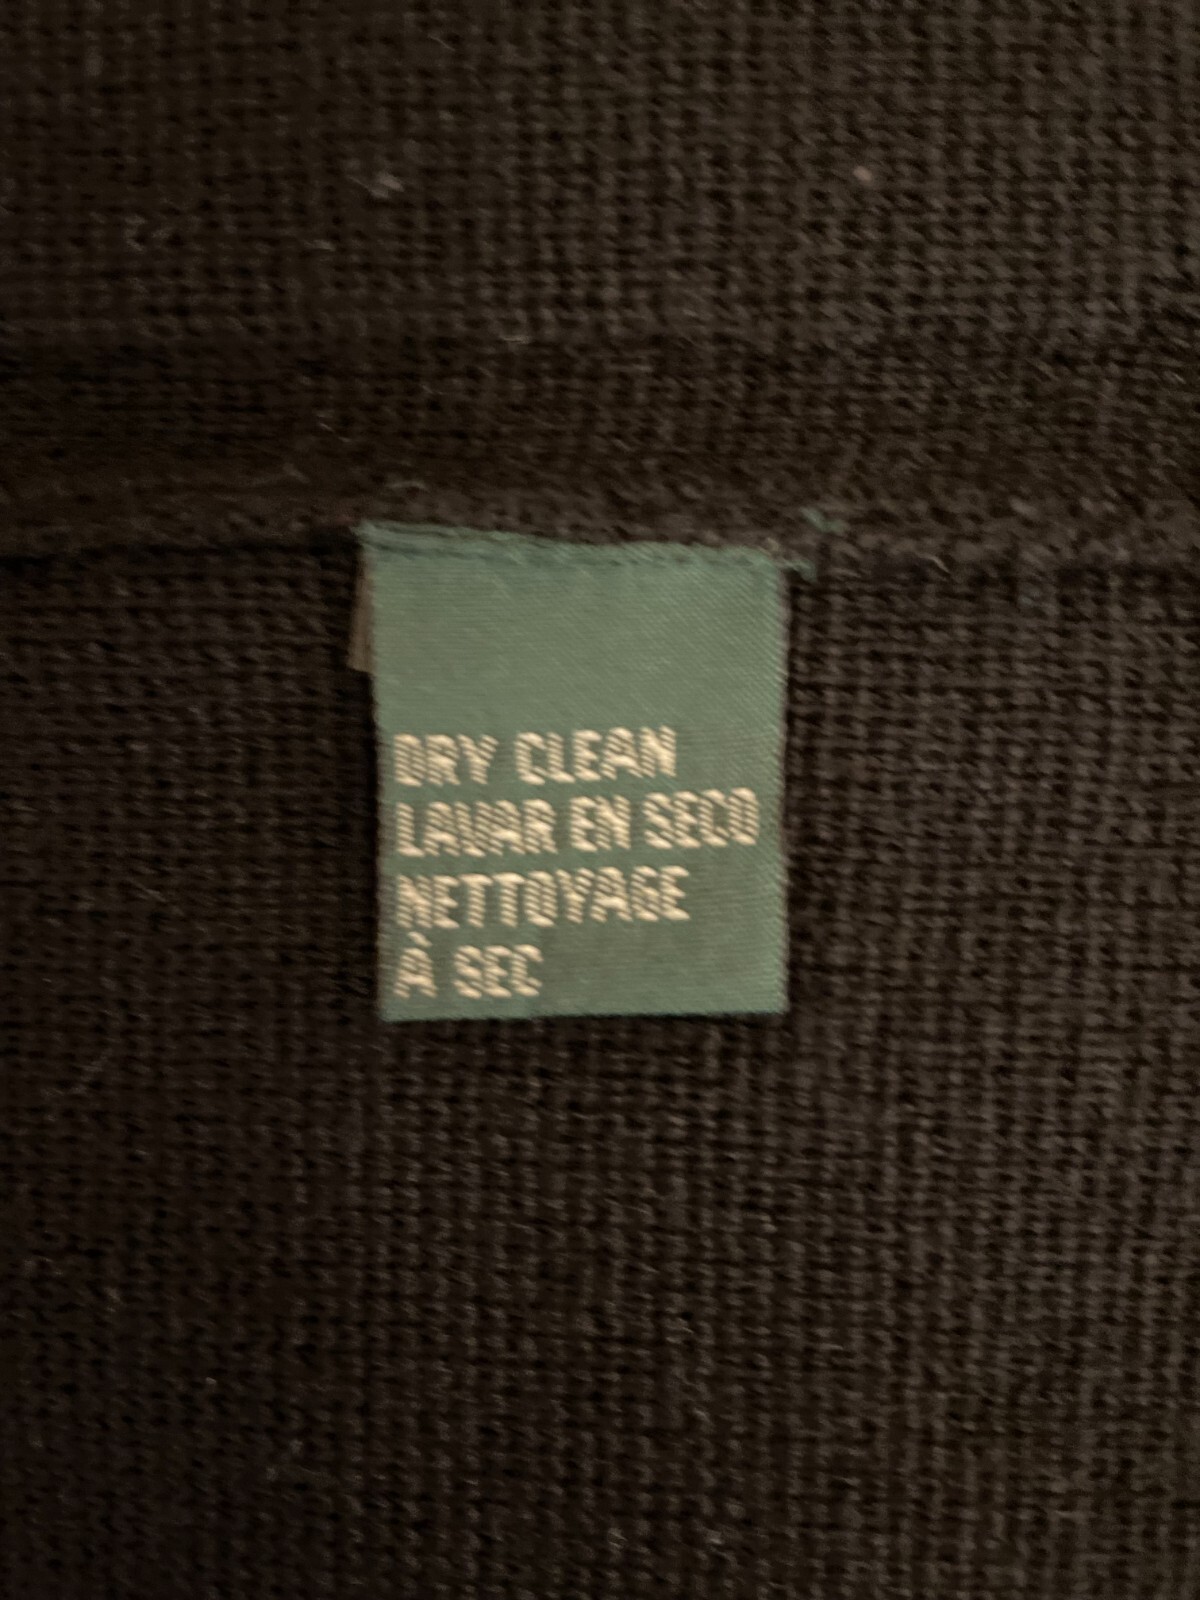 DRY CLEAN
LAVAR EN SECO
NETTOYAGE
À SEC